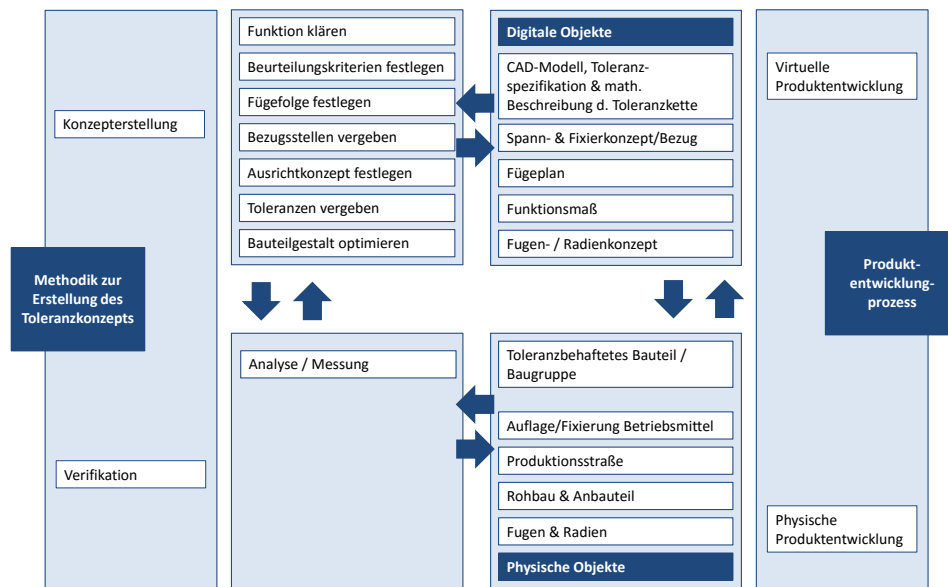 Konzepterstellung
Methodik zur
Erstellung des
Toleranzkonzepts
Verifikation
Funktion klären
Beurteilungskriterien festlegen
Fügefolge festlegen
Bezugsstellen vergeben
Ausrichtkonzept festlegen
Toleranzen vergeben
Bauteilgestalt optimieren
Analyse / Messung
Digitale Objekte
CAD-Modell, Toleranz-
spezifikation & math.
Beschreibung d. Toleranzkette
Spann- & Fixierkonzept/Bezug
Fügeplan
Funktionsmaß
Fugen- / Radienkonzept
Toleranzbehaftetes Bauteil /
Baugruppe
Auflage/Fixierung Betriebsmittel
Produktionsstraße
Rohbau & Anbauteil
Fugen & Radien
Physische Objekte
Virtuelle
Produktentwicklung
Produkt-
entwicklung-
prozess
Physische
Produktentwicklung